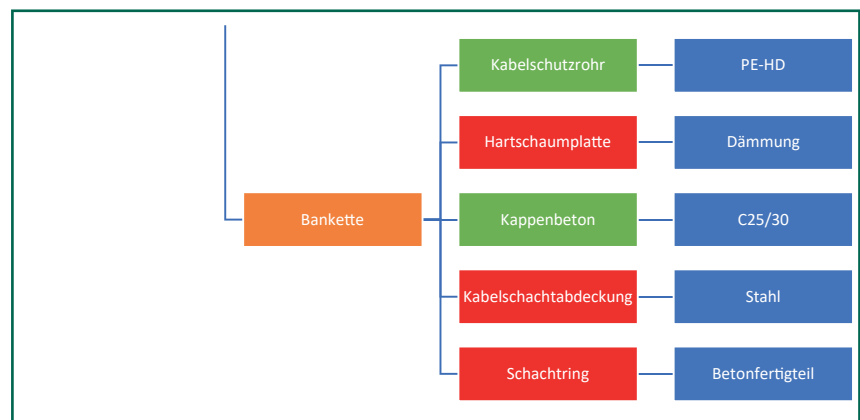 Kabelschutzrohr
PE-HD
Hartschaumplatte
Dämmung
Bankette
Kappenbeton
C25/30
Kabelschachtabdeckung
Stahl
Schachtring
Betonfertigteil